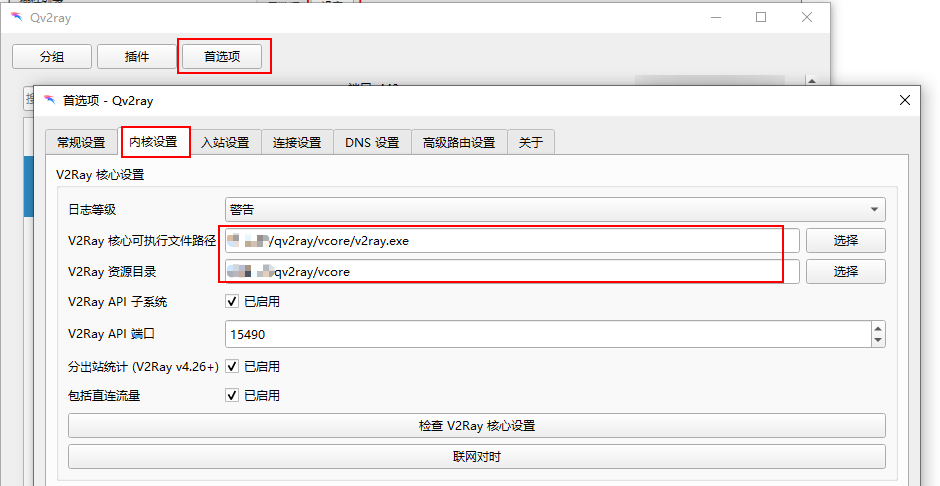 Qv2ray
分组 插件 首选项
首选项 - Qv2ray
常规设置 内核设置 入站设置 连接设置 DNS 设置 高级路由设置 关于
V2Ray 核心设置
日志等级 警告
V2Ray 核心可执行文件路径 /qv2ray/vcore/v2ray.exe 选择
V2Ray 资源目录 qv2ray/vcore 选择
V2Ray API 子系统 已启用
V2Ray API 端口 15490
分出站统计 (V2Ray v4.26+) 已启用
包括直连流量 已启用
检查 V2Ray 核心设置
联网对时